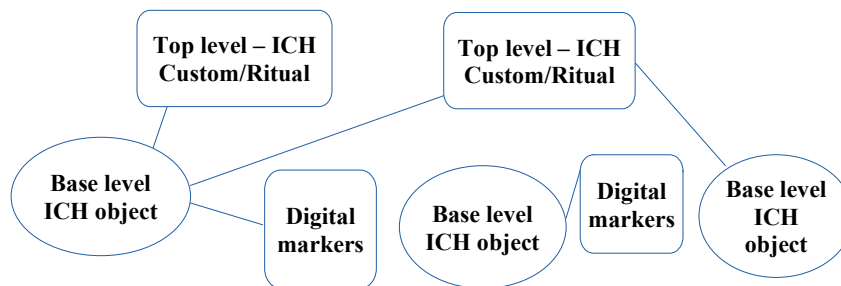 Top level – ICH
Custom/Ritual
Top level – ICH
Custom/Ritual
Base level
ICH object
Digital
markers
Base level
ICH object
Digital
markers
Base level
ICH
object